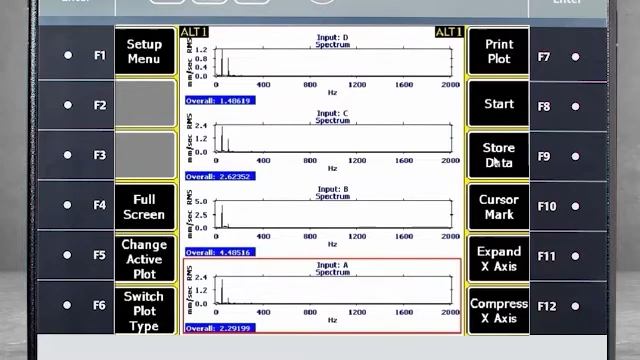 Enter
Enter
F1
F2
F3
F4
F5
F6
Setup
Menu
Full
Screen
Change
Active
Plot
Switch
Plot
Type
ALT1
ALT1
Input: D
Spectrum
mm/sec RMS
1.2
0.8
0.4
0.0
0
400
800
1200
1600
2000
Hz
Overall: 1.48619
Input: C
Spectrum
mm/sec RMS
2.4
1.2
0.0
0
400
800
1200
1600
2000
Hz
Overall: 2.62352
Input: B
Spectrum
mm/sec RMS
5.0
2.5
0.0
0
400
800
1200
1600
2000
Hz
Overall: 4.48516
Input: A
Spectrum
mm/sec RMS
2.4
1.2
0.0
0
400
800
1200
1600
2000
Hz
Overall: 2.29199
Print
Plot
Start
Store
Data
Cursor
Mark
Expand
X Axis
Compress
X Axis
F7
F8
F9
F10
F11
F12